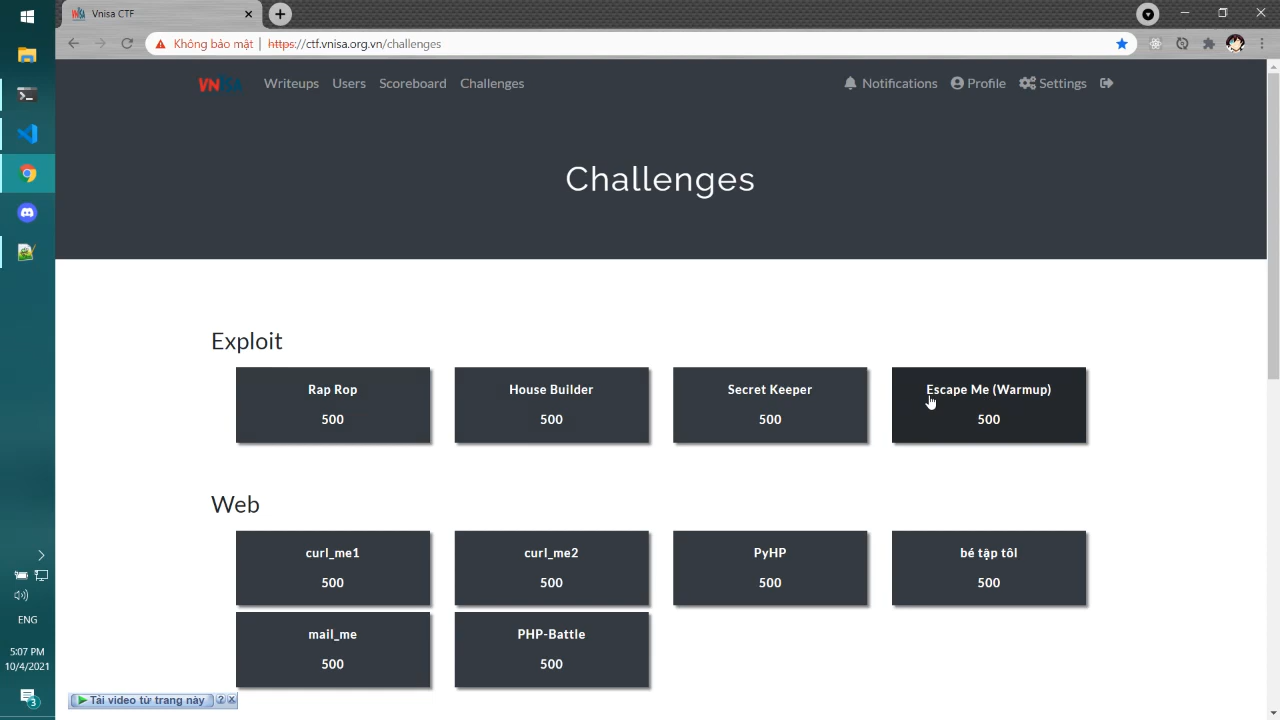 Vnisa CTF
Không bảo mật | https://ctf.vnisa.org.vn/challenges
VNISA Writeups Users Scoreboard Challenges Notifications Profile Settings
Challenges
Exploit
Rap Rop
500
House Builder
500
Secret Keeper
500
Escape Me (Warmup)
500
Web
curl_me1
500
curl_me2
500
PyHP
500
bé tập tôl
500
mail_me
500
PHP-Battle
500
Tải video từ trang này ? x
ENG
5:07 PM
10/4/2021
3